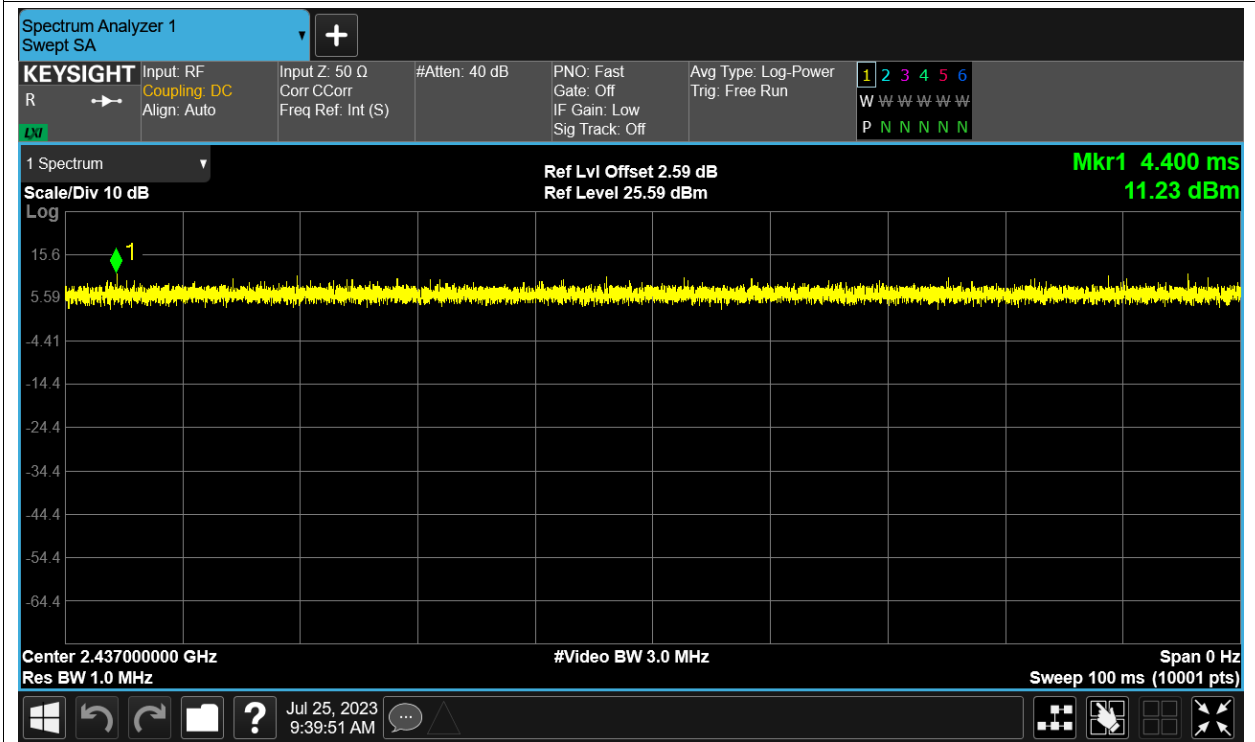 Spectrum Analyzer 1
Swept SA
KEYSIGHT
R
LXI
Input: RF
Coupling: DC
Align: Auto
Input Z: 50 Ω
Corr CCorr
Freq Ref: Int (S)
#Atten: 40 dB
PNO: Fast
Gate: Off
IF Gain: Low
Sig Track: Off
Avg Type: Log-Power
Trig: Free Run
1 2 3 4 5 6
W W W W W W
P N N N N N
1 Spectrum
Scale/Div 10 dB
Ref Lvl Offset 2.59 dB
Ref Level 25.59 dBm
Mkr1 4.400 ms
11.23 dBm
Log
1
15.6
5.59
-4.41
-14.4
-24.4
-34.4
-44.4
-54.4
-64.4
Center 2.437000000 GHz
Res BW 1.0 MHz
#Video BW 3.0 MHz
Span 0 Hz
Sweep 100 ms (10001 pts)
?
Jul 25, 2023
9:39:51 AM